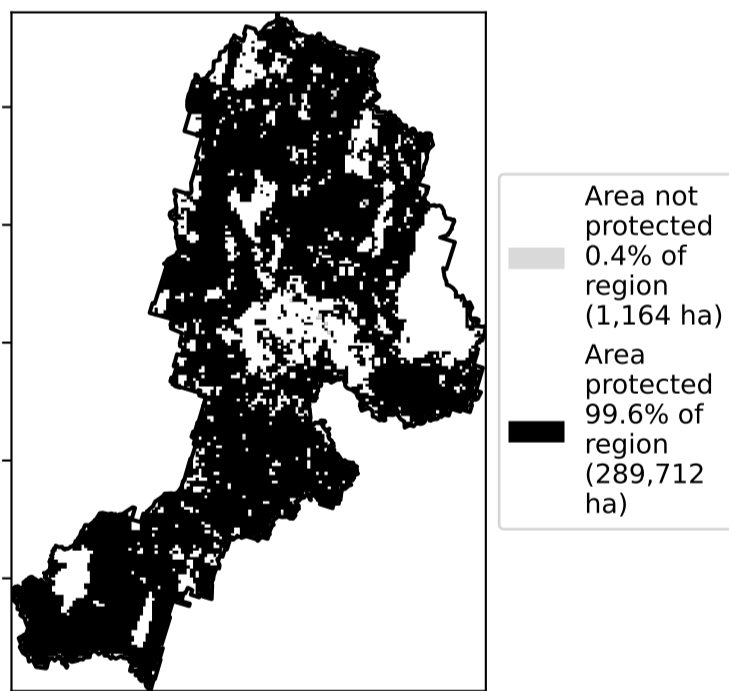 Area not
protected
0.4% of
region
(1,164 ha)
Area
protected
99.6% of
region
(289,712
ha)